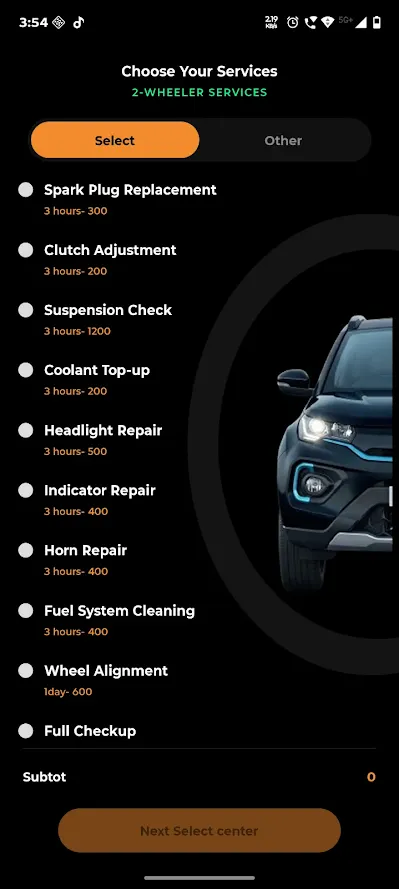 3:54
2.19
KB/s
5G+
Choose Your Services
2-WHEELER SERVICES
Select Other
Spark Plug Replacement
3 hours- 300
Clutch Adjustment
3 hours- 200
Suspension Check
3 hours- 1200
Coolant Top-up
3 hours- 200
Headlight Repair
3 hours- 500
Indicator Repair
3 hours- 400
Horn Repair
3 hours- 400
Fuel System Cleaning
3 hours- 400
Wheel Alignment
1day- 600
Full Checkup
Subtot 0
Next Select center